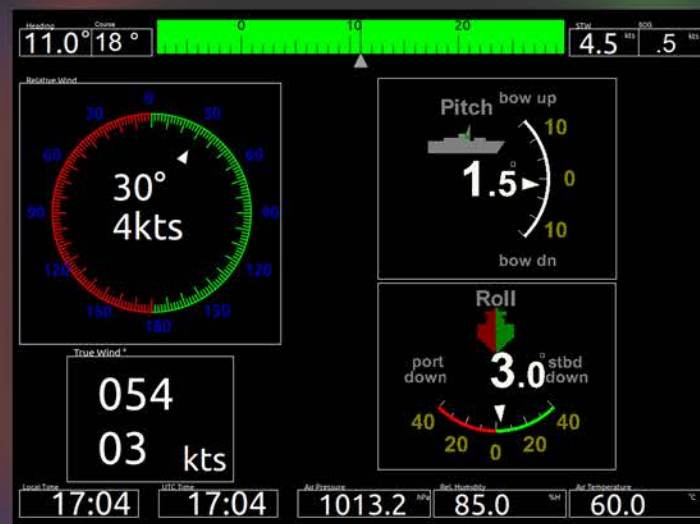 Heading
Course
11.0°
18 °
0
10
20
STW
4.5 kts
SOG
.5 kts
Relative Wind
0
30
30
60
60
90
90
120
120
150
150
180
30°
4kts
Pitch
bow up
10
0
10
bow dn
1.5°
Roll
port down
stbd down
3.0°
40
20
0
20
40
True Wind °
054
03 kts
Local Time
17:04
UTC Time
17:04
Air Pressure
1013.2 hPa
Rel. Humidity
85.0 %H
Air Temperature
60.0 °C